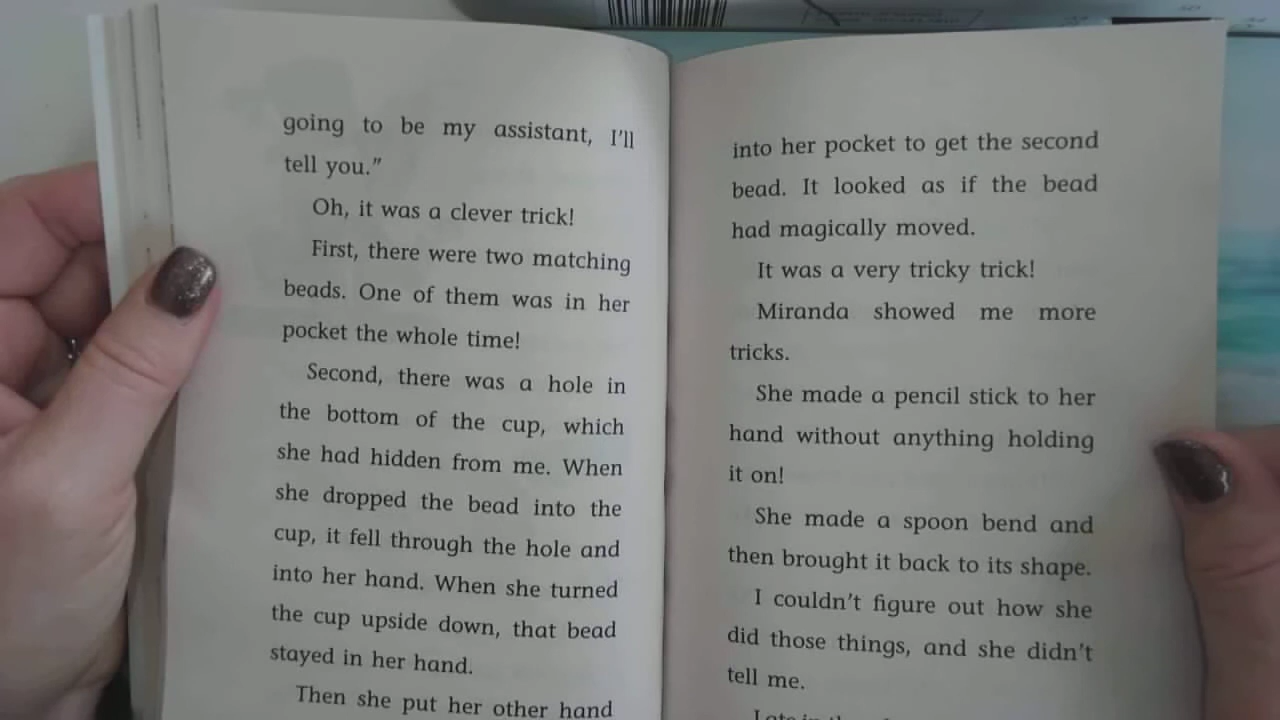 going to be my assistant, I'll
tell you."
Oh, it was a clever trick!
First, there were two matching
beads. One of them was in her
pocket the whole time!
Second, there was a hole in
the bottom of the cup, which
she had hidden from me. When
she dropped the bead into the
cup, it fell through the hole and
into her hand. When she turned
the cup upside down, that bead
stayed in her hand.
Then she put her other hand
into her pocket to get the second
bead. It looked as if the bead
had magically moved.
It was a very tricky trick!
Miranda showed me more
tricks.
She made a pencil stick to her
hand without anything holding
it on!
She made a spoon bend and
then brought it back to its shape.
I couldn't figure out how she
did those things, and she didn't
tell me.